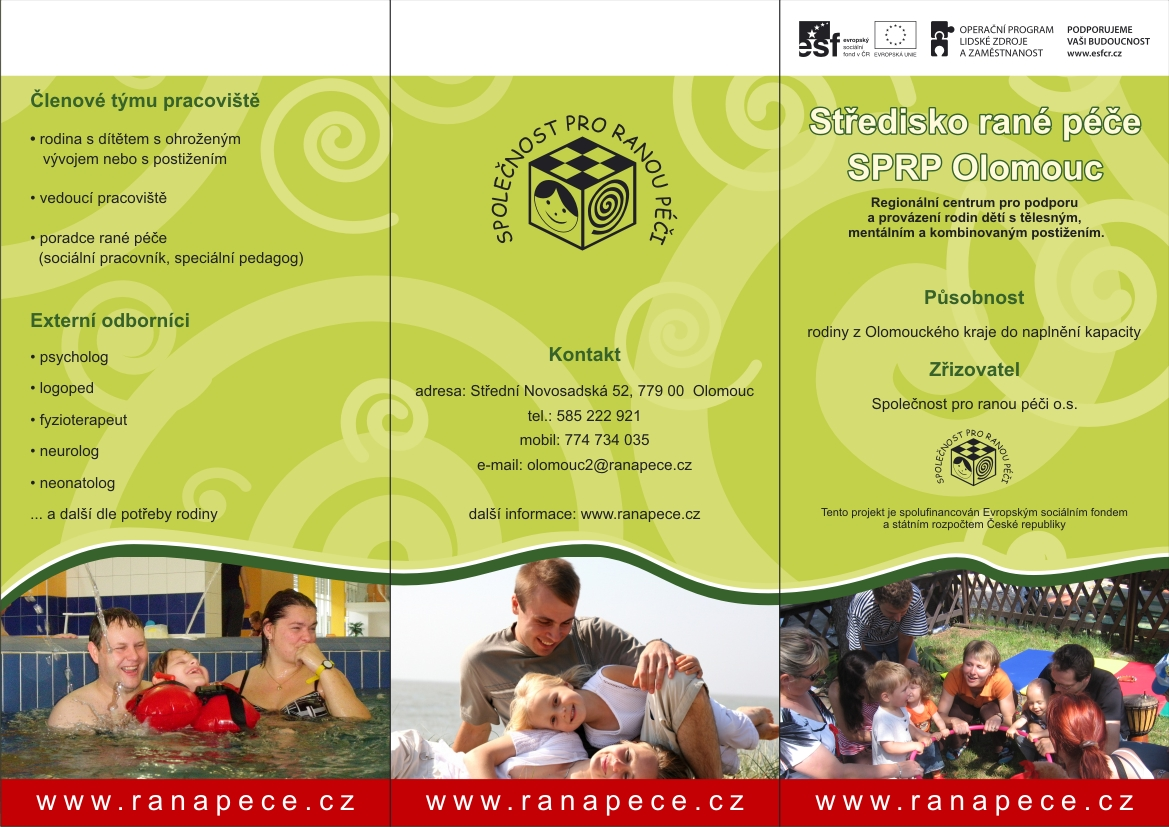 Členové týmu pracoviště
• rodina s dítětem s ohroženým
vývojem nebo s postižením
• vedoucí pracoviště
• poradce rané péče
(sociální pracovník, speciální pedagog)
Externí odborníci
• psycholog
• logoped
• fyzioterapeut
• neurolog
• neonatolog
... a další dle potřeby rodiny
www.ranapece.cz
SPOLEČNOST PRO RANOU PÉČI
Kontakt
adresa: Střední Novosadská 52, 779 00 Olomouc
tel.: 585 222 921
mobil: 774 734 035
e-mail: olomouc2@ranapece.cz
další informace: www.ranapece.cz
www.ranapece.cz
esf
evropský
sociální
fond v ČR
EVROPSKÁ UNIE
OPERAČNÍ PROGRAM
LIDSKÉ ZDROJE
A ZAMĚSTNANOST
PODPORUJEME
VAŠI BUDOUCNOST
www.esfcr.cz
Středisko rané péče
SPRP Olomouc
Regionální centrum pro podporu
a provázení rodin dětí s tělesným,
mentálním a kombinovaným postižením.
Působnost
rodiny z Olomouckého kraje do naplnění kapacity
Zřizovatel
Společnost pro ranou péči o.s.
SPOLEČNOST PRO RANOU PÉČI
Tento projekt je spolufinancován Evropským sociálním fondem
a státním rozpočtem České republiky
www.ranapece.cz